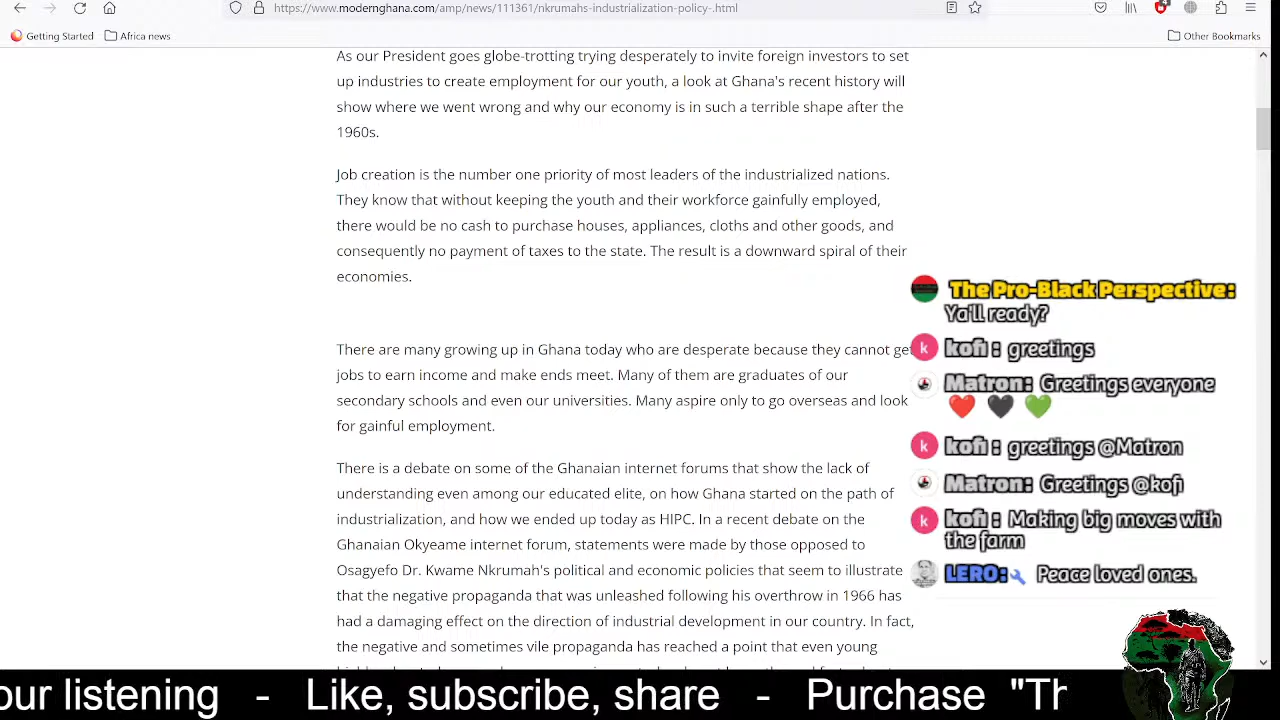 https://www.modernghana.com/amp/news/111361/nkrumahs-industrialization-policy-.html
Getting Started
Africa news
Other Bookmarks
As our President goes globe-trotting trying desperately to invite foreign investors to set
up industries to create employment for our youth, a look at Ghana's recent history will
show where we went wrong and why our economy is in such a terrible shape after the
1960s.
Job creation is the number one priority of most leaders of the industrialized nations.
They know that without keeping the youth and their workforce gainfully employed,
there would be no cash to purchase houses, appliances, cloths and other goods, and
consequently no payment of taxes to the state. The result is a downward spiral of their
economies.
There are many growing up in Ghana today who are desperate because they cannot get
jobs to earn income and make ends meet. Many of them are graduates of our
secondary schools and even our universities. Many aspire only to go overseas and look
for gainful employment.
There is a debate on some of the Ghanaian internet forums that show the lack of
understanding even among our educated elite, on how Ghana started on the path of
industrialization, and how we ended up today as HIPC. In a recent debate on the
Ghanaian Okyeame internet forum, statements were made by those opposed to
Osagyefo Dr. Kwame Nkrumah's political and economic policies that seem to illustrate
that the negative propaganda that was unleashed following his overthrow in 1966 has
had a damaging effect on the direction of industrial development in our country. In fact,
the negative and sometimes vile propaganda has reached a point that even young
The Pro-Black Perspective:
Ya'll ready?
k kofi : greetings
Matron: Greetings everyone
❤️ 🖤 💚
k kofi : greetings @Matron
Matron: Greetings @kofi
k kofi : Making big moves with
the farm
LERO: Peace loved ones.
our listening - Like, subscribe, share - Purchase "Th